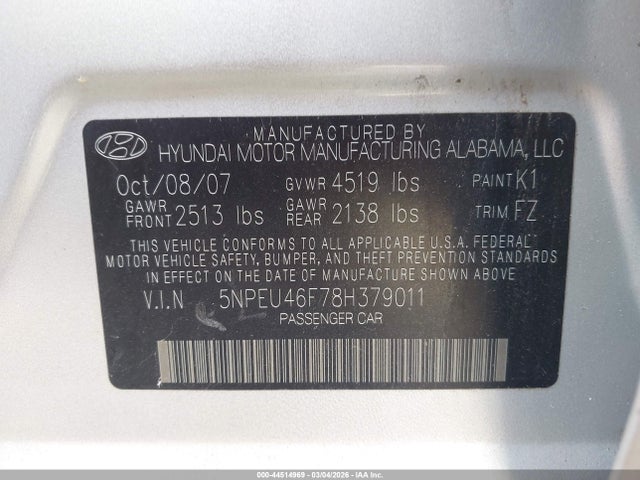 MANUFACTURED BY
HYUNDAI MOTOR MANUFACTURING ALABAMA, LLC
Oct/08/07 GVWR 4519 lbs PAINT K1
GAWR FRONT 2513 lbs GAWR REAR 2138 lbs TRIM FZ
THIS VEHICLE CONFORMS TO ALL APPLICABLE U.S.A. FEDERAL
MOTOR VEHICLE SAFETY, BUMPER, AND THEFT PREVENTION STANDARDS
IN EFFECT ON THE DATE OF MANUFACTURE SHOWN ABOVE
V.I.N 5NPEU46F78H379011
PASSENGER CAR
000-44514969 - 03/04/2026 - IAAI.COM